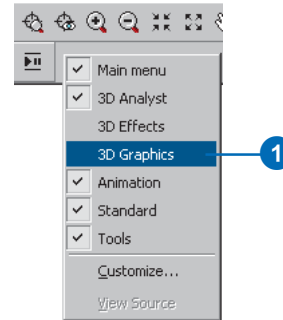 Main menu
3D Analyst
3D Effects
3D Graphics
1
Animation
Standard
Tools
Customize...
View Source